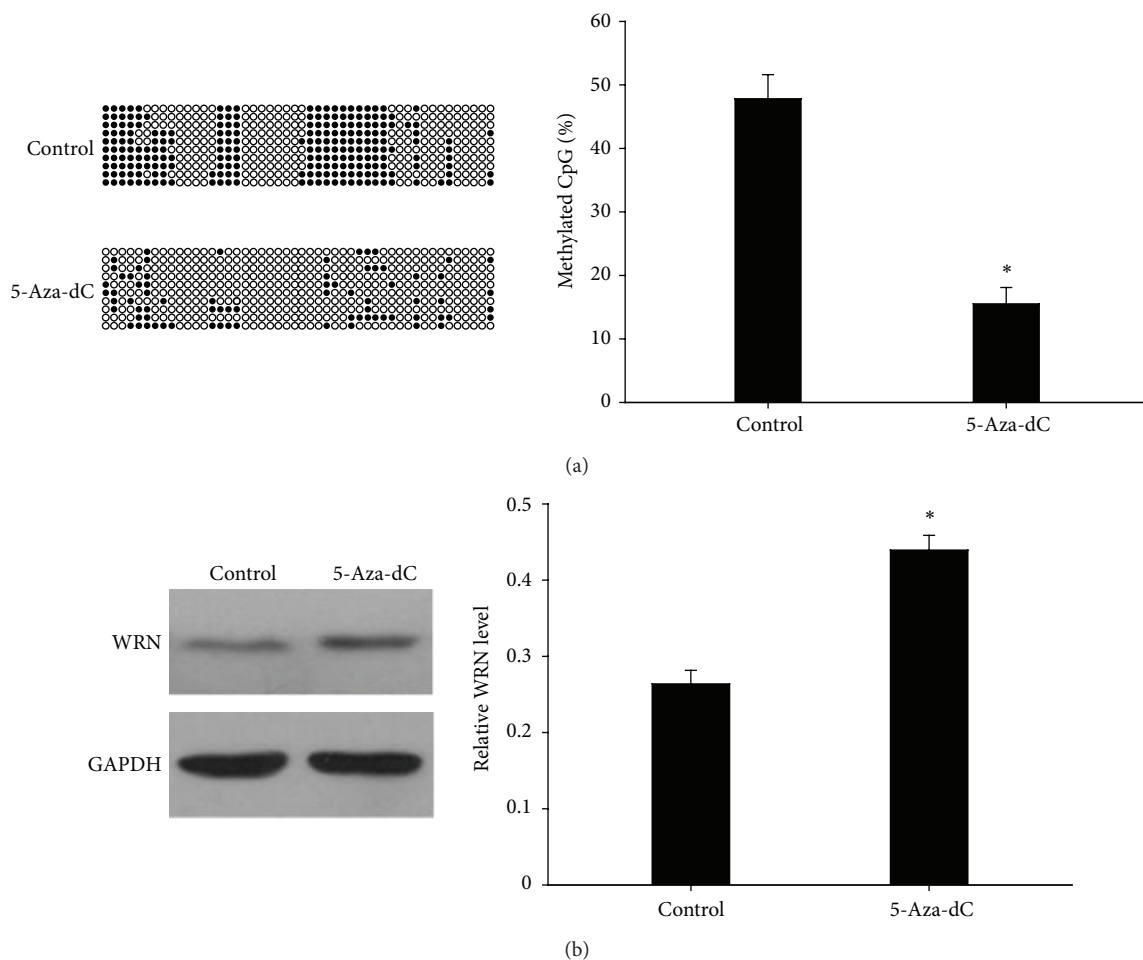 Control
5-Aza-dC
Methylated CpG (%)
60
50
40
30
20
10
0
*
Control
5-Aza-dC
(a)
Control
5-Aza-dC
WRN
GAPDH
Relative WRN level
0.5
0.4
0.3
0.2
0.1
0
*
Control
5-Aza-dC
(b)